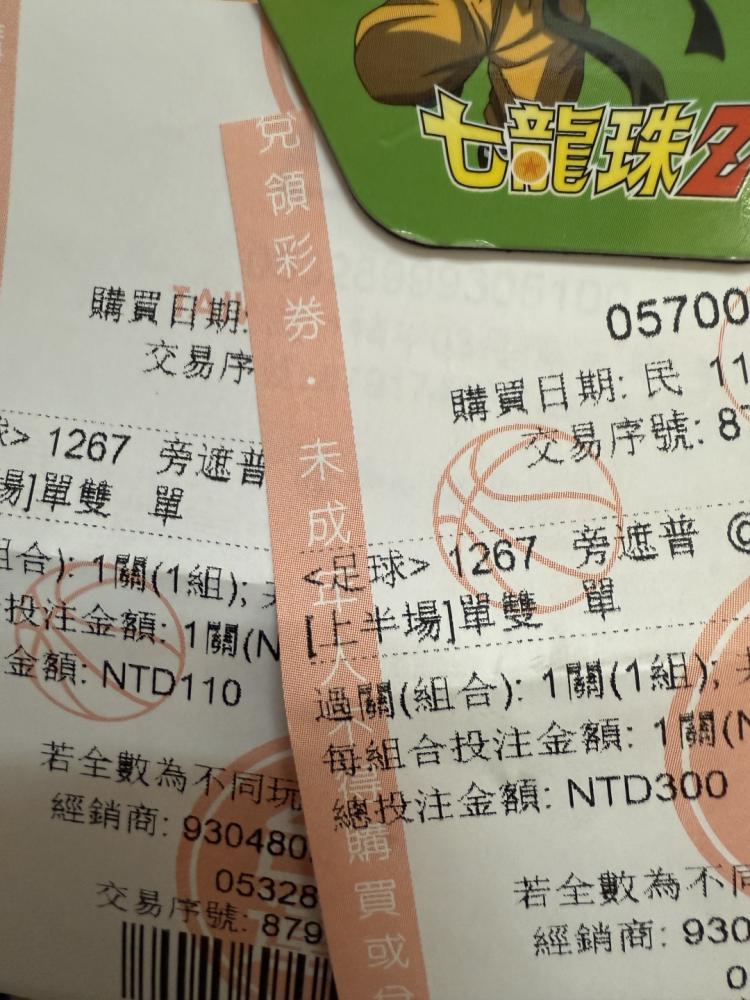 七龍珠Z
兌領彩券．未成年人不得購買或兌
購買日期:
交易序
球> 1267 旁遮普
場]單雙 單
組合): 1關(1組);
投注金額: 1關(N
金額: NTD110
若全數為不同玩
經銷商: 930480
05328
交易序號: 879
05700
購買日期: 民 11
交易序號: 87
<足球> 1267 旁遮普
[上半場]單雙 單
過關(組合): 1關(1組);
每組合投注金額: 1關(N
總投注金額: NTD300
若全數為不同
經銷商: 930
0